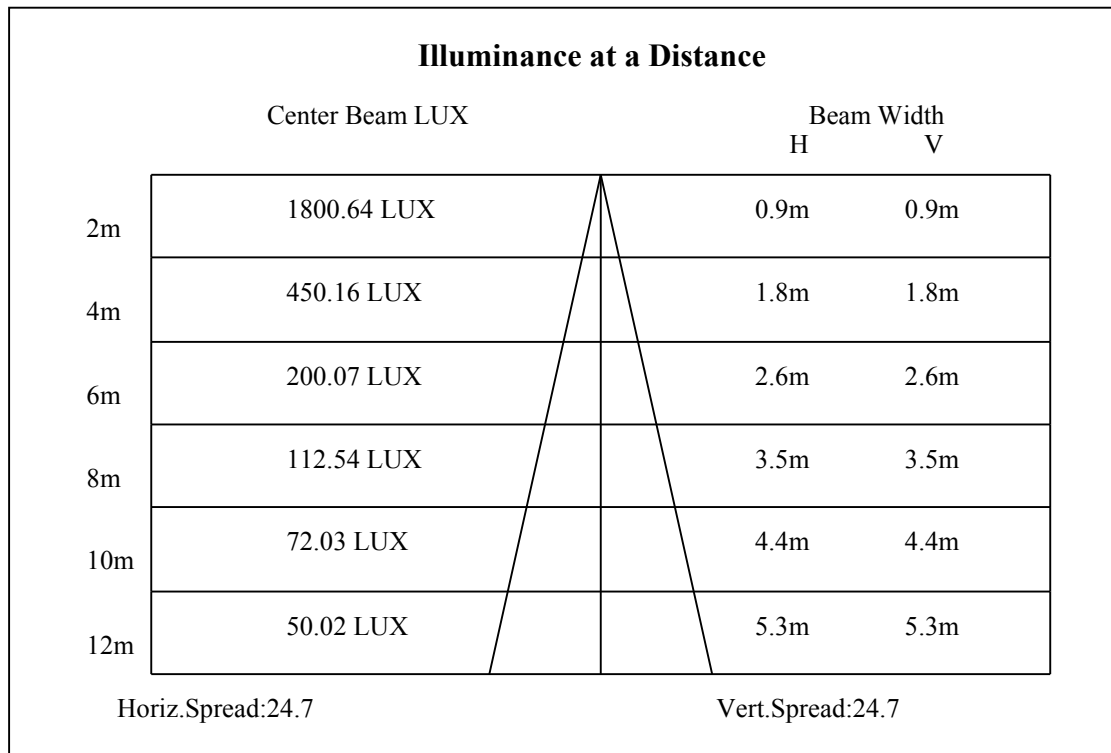 Illuminance at a Distance
Center Beam LUX Beam Width
H V
2m 1800.64 LUX 0.9m 0.9m
4m 450.16 LUX 1.8m 1.8m
6m 200.07 LUX 2.6m 2.6m
8m 112.54 LUX 3.5m 3.5m
10m 72.03 LUX 4.4m 4.4m
12m 50.02 LUX 5.3m 5.3m
Horiz.Spread:24.7 Vert.Spread:24.7